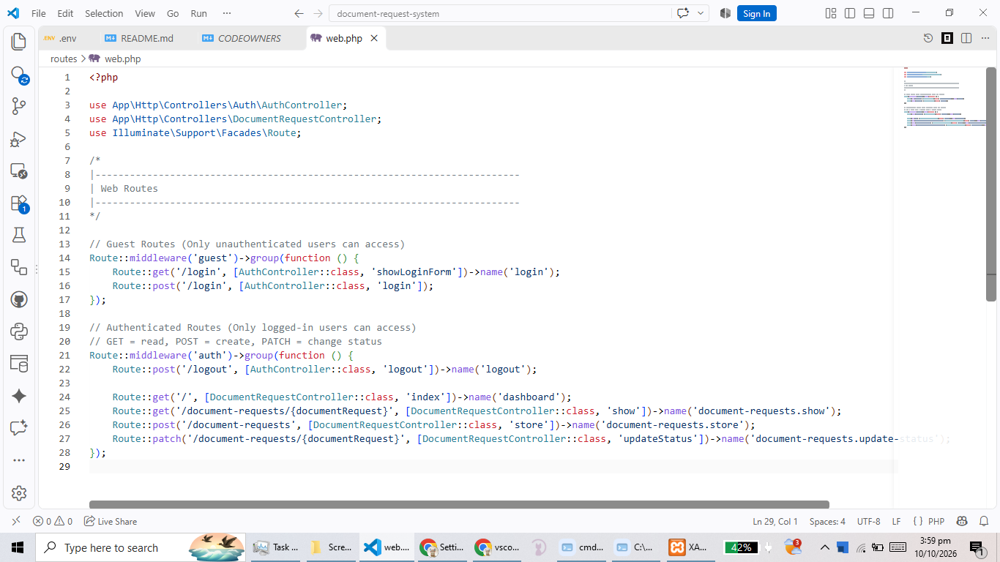 File Edit Selection View Go Run ··· document-request-system Sign In
.ENV .env README.md CODEOWNERS web.php
routes > web.php
1 <?php
2
3 use App\Http\Controllers\Auth\AuthController;
4 use App\Http\Controllers\DocumentRequestController;
5 use Illuminate\Support\Facades\Route;
6
7 /*
8 |--------------------------------------------------------------------------
9 | Web Routes
10 |--------------------------------------------------------------------------
11 */
12
13 // Guest Routes (Only unauthenticated users can access)
14 Route::middleware('guest')->group(function () {
15     Route::get('/login', [AuthController::class, 'showLoginForm'])->name('login');
16     Route::post('/login', [AuthController::class, 'login']);
17 });
18
19 // Authenticated Routes (Only logged-in users can access)
20 // GET = read, POST = create, PATCH = change status
21 Route::middleware('auth')->group(function () {
22     Route::post('/logout', [AuthController::class, 'logout'])->name('logout');
23
24     Route::get('/', [DocumentRequestController::class, 'index'])->name('dashboard');
25     Route::get('/document-requests/{documentRequest}', [DocumentRequestController::class, 'show'])->name('document-requests.show');
26     Route::post('/document-requests', [DocumentRequestController::class, 'store'])->name('document-requests.store');
27     Route::patch('/document-requests/{documentRequest}', [DocumentRequestController::class, 'updateStatus'])->name('document-requests.update-status');
28 });
29
1
0 0 Live Share Ln 29, Col 1 Spaces: 4 UTF-8 LF { } PHP
Type here to search Task ... Scre... web.... Setti... vsco... cmd... C:\... XA... 42% 3 3:59 pm
10/10/2026 1